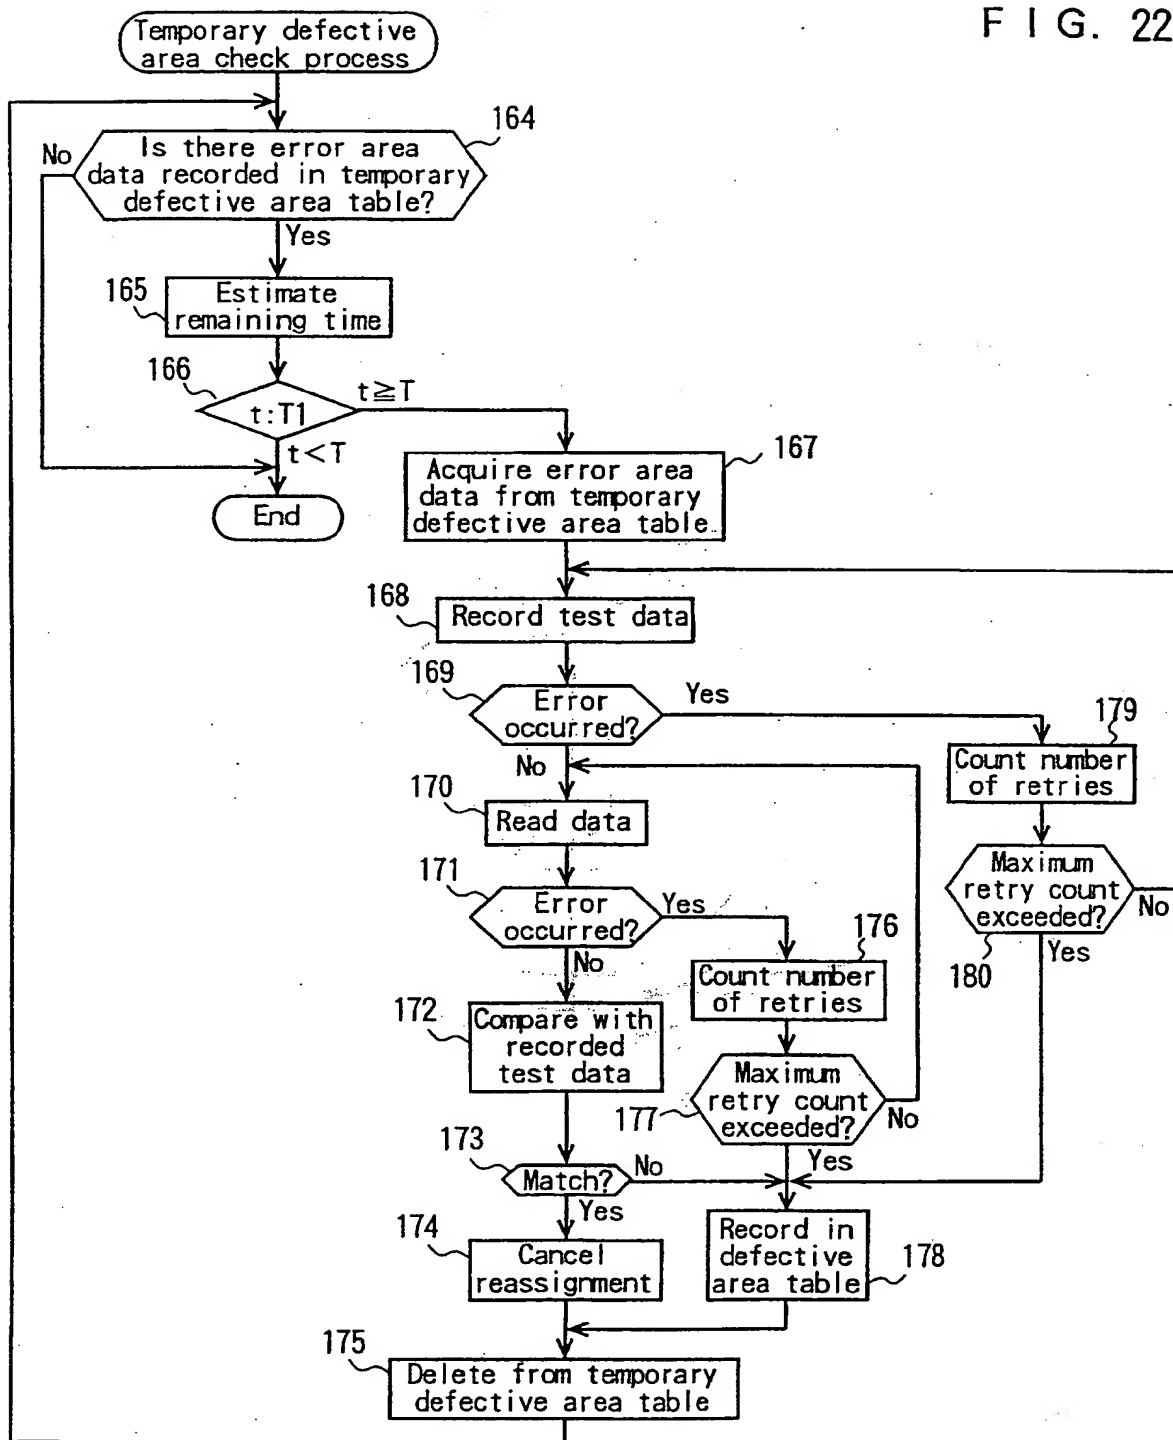 F I G. 22
Temporary defective
area check process
164
Is there error area
data recorded in temporary
defective area table?
No
Yes
165
Estimate
remaining time
166
t:T1
t≧T
t<T
End
167
Acquire error area
data from temporary
defective area table
168
Record test data
169
Error
occurred?
Yes
No
179
Count number
of retries
170
Read data
Maximum
retry count
exceeded?
No
180
Yes
171
Error
occurred?
Yes
No
176
Count number
of retries
172
Compare with
recorded
test data
Maximum
retry count
exceeded?
177
No
Yes
173
Match?
No
Yes
174
Cancel
reassignment
Record in
defective
area table
178
175
Delete from temporary
defective area table